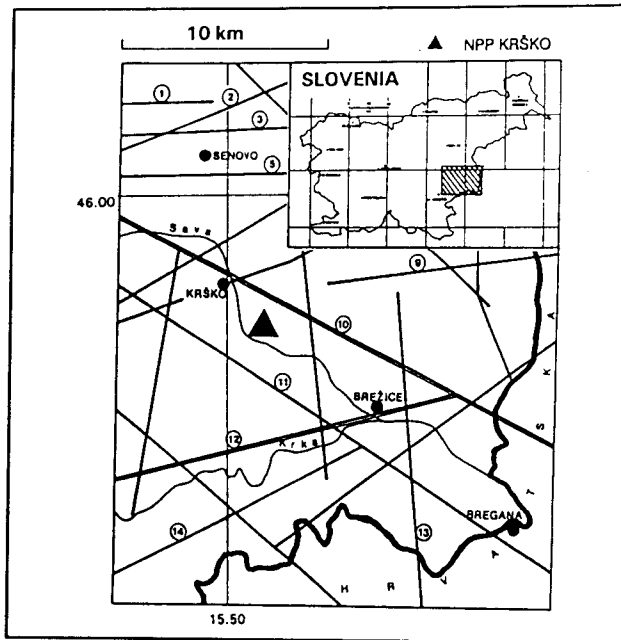 10 km
NPP KRŠKO
SLOVENIA
1
2
3
SENOVO
5
46.00
Sava
9
KRŠKO
10
11
BREŽICE
12
Krka
BREGANA
14
13
HRVATSKA
15.50